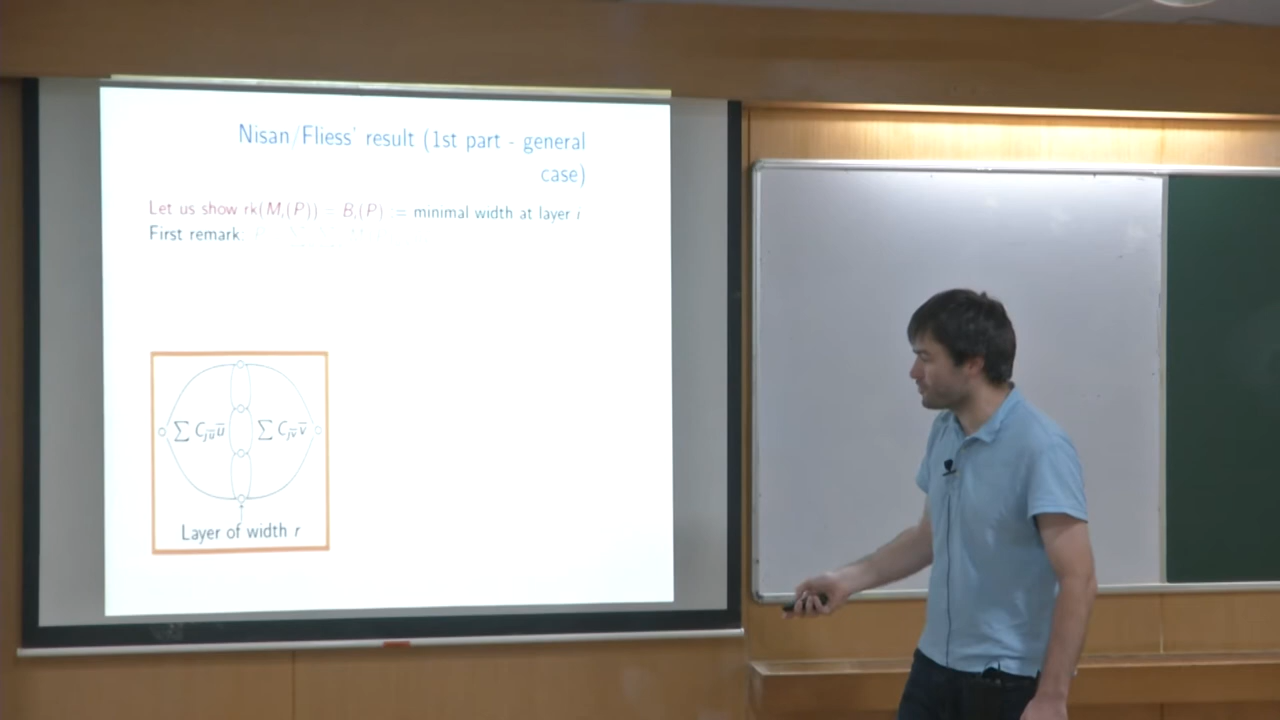 Nisan/Fliess' result (1st part - general
case)
Let us show rk(M_i(P)) = B_i(P) = minimal width at layer i
First remark:
∑ C_{jū}ū ∑ C_{jv̄}v̄
Layer of width r